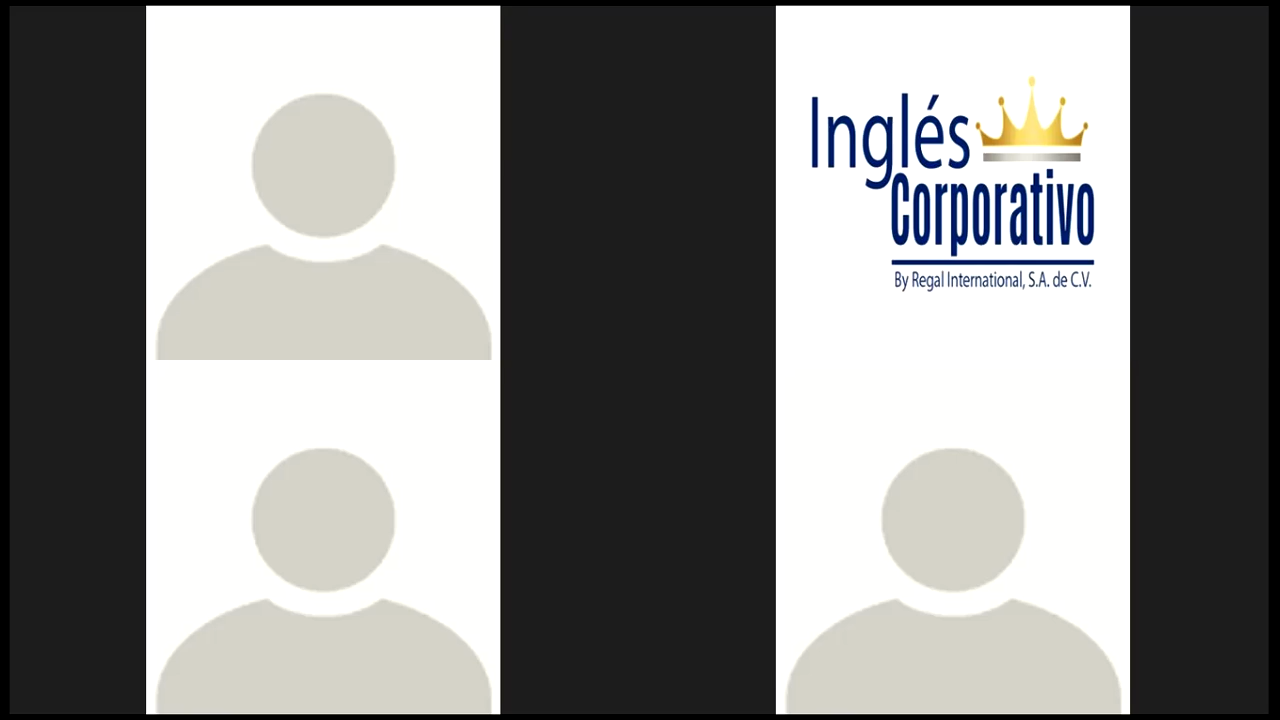 Inglés
Corporativo
By Regal International, S.A. de C.V.